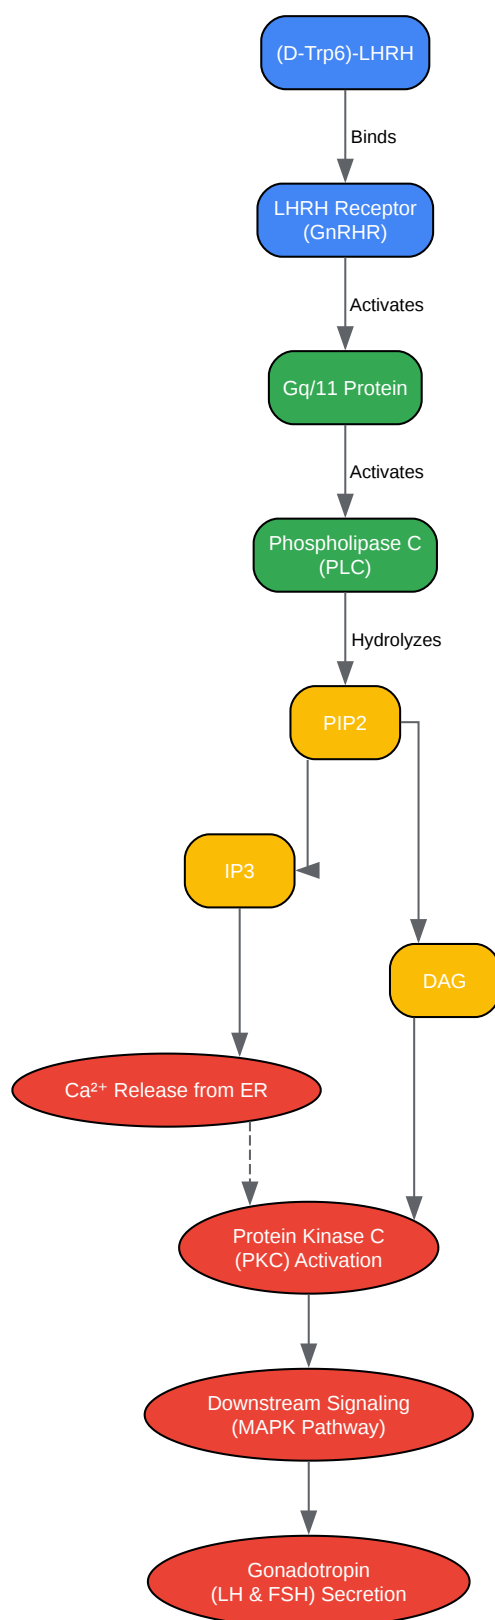 (D-Trp6)-LHRH
Binds
LHRH Receptor
(GnRHR)
Activates
Gq/11 Protein
Activates
Phospholipase C
(PLC)
Hydrolyzes
PIP2
IP3
DAG
Ca²⁺ Release from ER
Protein Kinase C
(PKC) Activation
Downstream Signaling
(MAPK Pathway)
Gonadotropin
(LH & FSH) Secretion